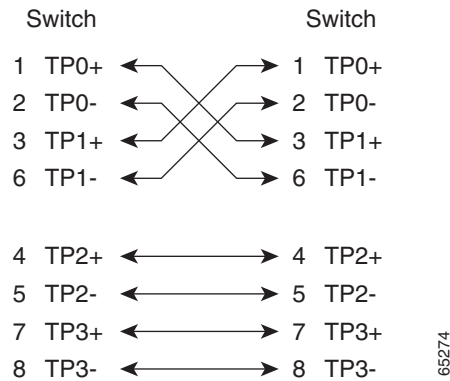 Switch Switch
1 TP0+ 1 TP0+
2 TP0- 2 TP0-
3 TP1+ 3 TP1+
6 TP1- 6 TP1-
4 TP2+ 4 TP2+
5 TP2- 5 TP2-
7 TP3+ 7 TP3+
8 TP3- 8 TP3-
65274